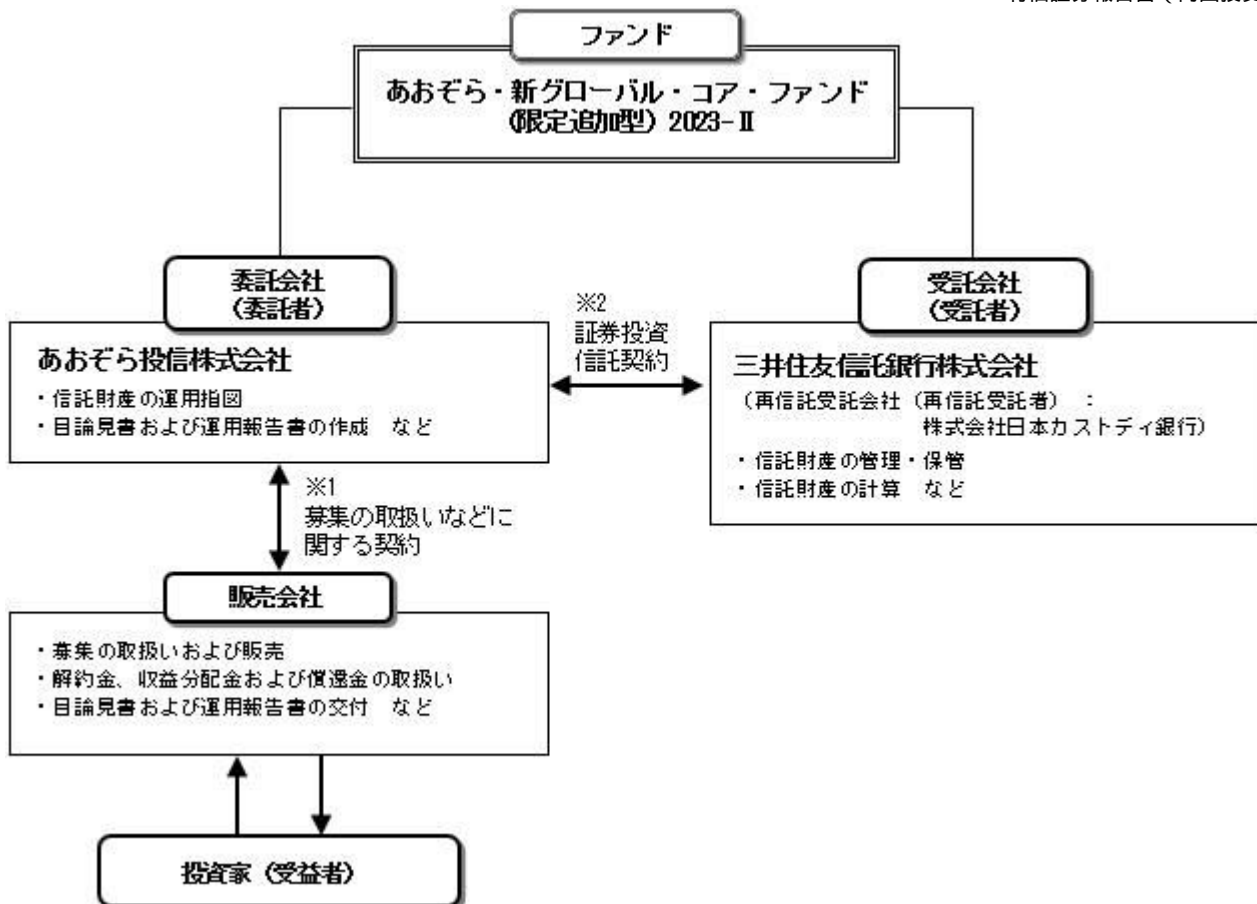 ファンド
あおぞら・新グローバル・コア・ファンド
(限定追加型) 2023-Ⅱ
委託会社
(委託者)
あおぞら投信株式会社
・信託財産の運用指図
・目論見書および運用報告書の作成 など
※2
証券投資
信託契約
受託会社
(受託者)
三井住友信託銀行株式会社
(再信託受託会社(再信託受託者) :
株式会社日本カストディ銀行)
・信託財産の管理・保管
・信託財産の計算 など
※1
募集の取扱いなどに
関する契約
販売会社
・募集の取扱いおよび販売
・解約金、収益分配金および償還金の取扱い
・目論見書および運用報告書の交付 など
投資家(受益者)